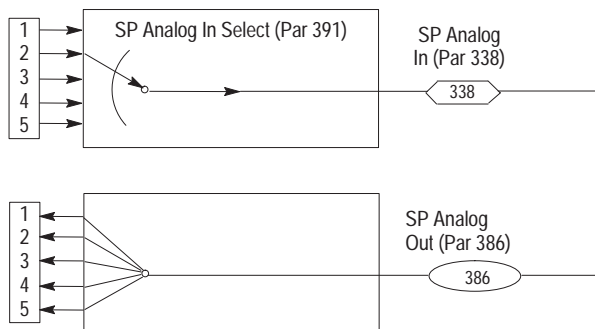 1
2
3
4
5
SP Analog In Select (Par 391)
SP Analog
In (Par 338)
338
1
2
3
4
5
SP Analog
Out (Par 386)
386